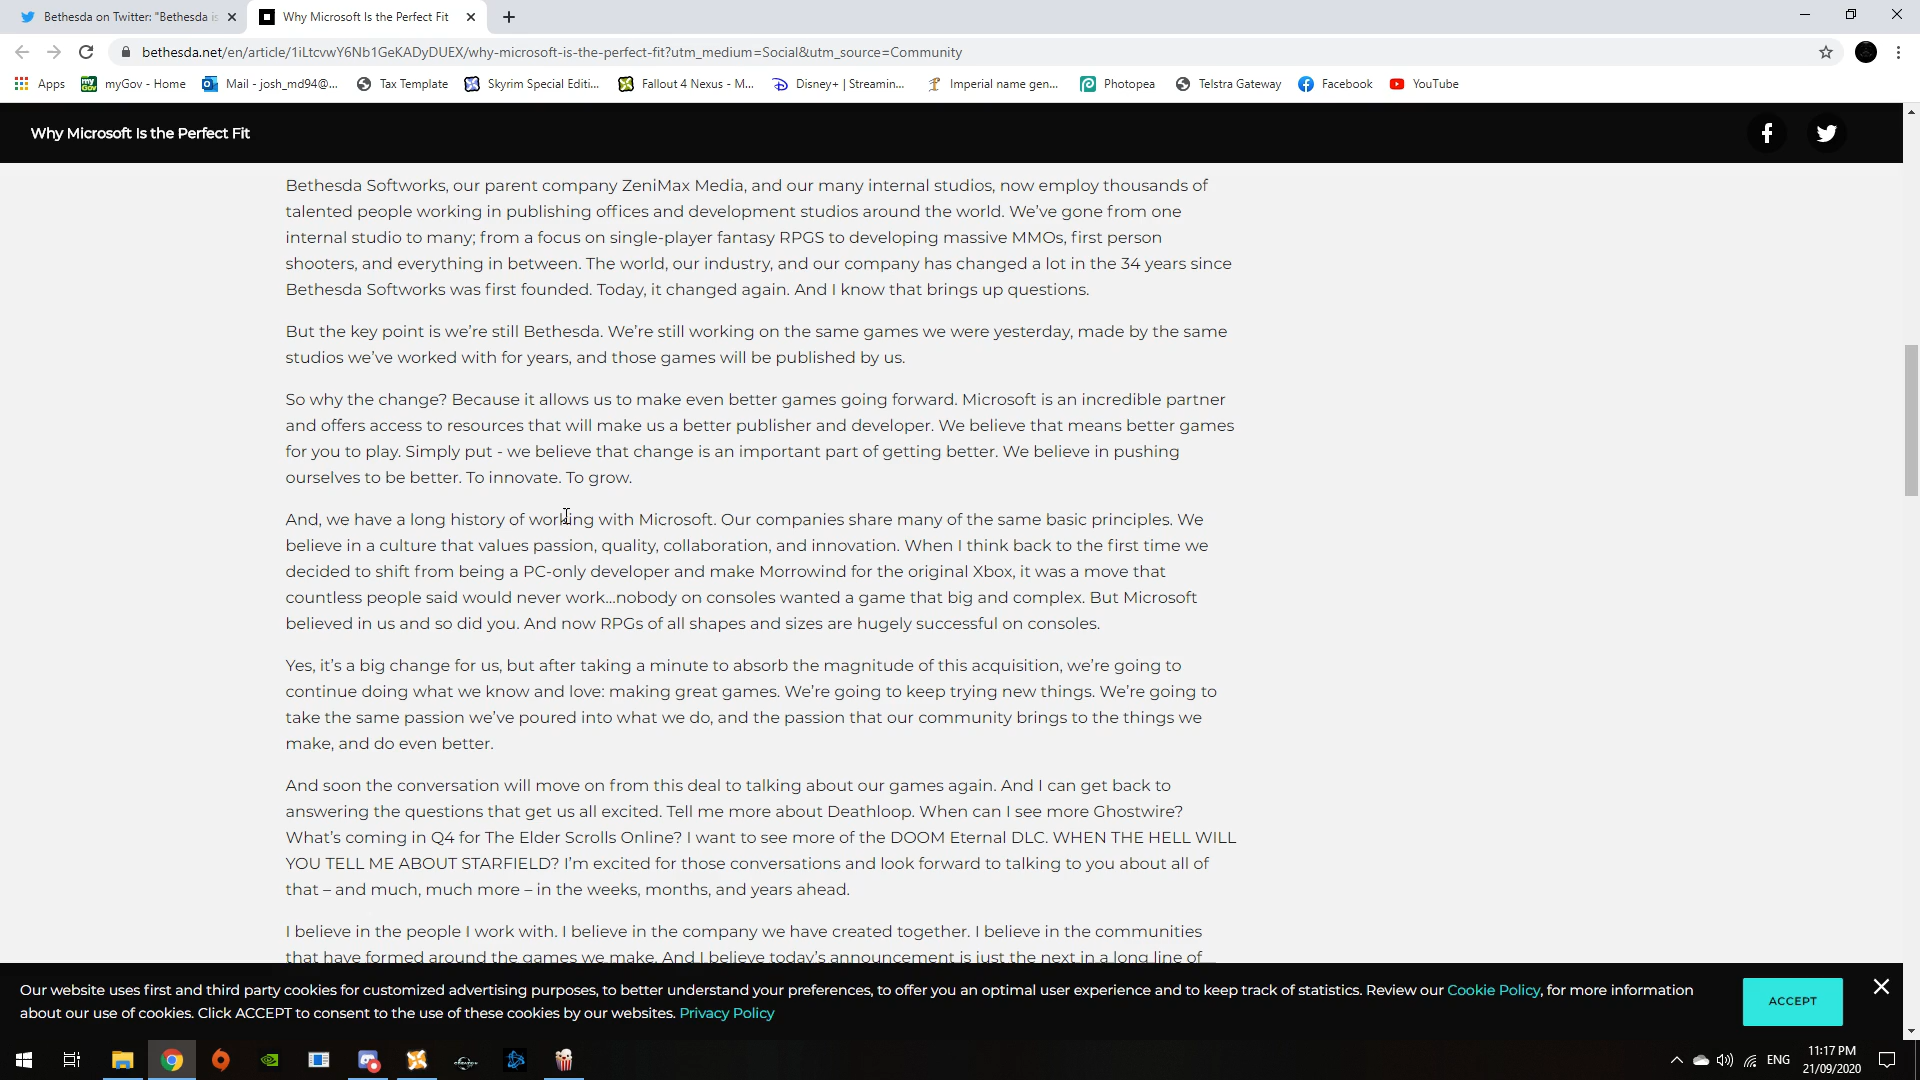 Bethesda on Twitter: "Bethesda is
Why Microsoft Is the Perfect Fit
bethesda.net/en/article/1iLtcvwY6Nb1GeKADyDUEX/why-microsoft-is-the-perfect-fit?utm_medium=Social&utm_source=Community
Apps
my Gov
myGov - Home
Mail - josh_md94@...
Tax Template
Skyrim Special Editi...
Fallout 4 Nexus - M...
Disney+ | Streamin...
Imperial name gen...
Photopea
Telstra Gateway
Facebook
YouTube
Why Microsoft Is the Perfect Fit
Bethesda Softworks, our parent company ZeniMax Media, and our many internal studios, now employ thousands of
talented people working in publishing offices and development studios around the world. We’ve gone from one
internal studio to many; from a focus on single-player fantasy RPGS to developing massive MMOs, first person
shooters, and everything in between. The world, our industry, and our company has changed a lot in the 34 years since
Bethesda Softworks was first founded. Today, it changed again. And I know that brings up questions.
But the key point is we’re still Bethesda. We’re still working on the same games we were yesterday, made by the same
studios we’ve worked with for years, and those games will be published by us.
So why the change? Because it allows us to make even better games going forward. Microsoft is an incredible partner
and offers access to resources that will make us a better publisher and developer. We believe that means better games
for you to play. Simply put - we believe that change is an important part of getting better. We believe in pushing
ourselves to be better. To innovate. To grow.
And, we have a long history of working with Microsoft. Our companies share many of the same basic principles. We
believe in a culture that values passion, quality, collaboration, and innovation. When I think back to the first time we
decided to shift from being a PC-only developer and make Morrowind for the original Xbox, it was a move that
countless people said would never work...nobody on consoles wanted a game that big and complex. But Microsoft
believed in us and so did you. And now RPGs of all shapes and sizes are hugely successful on consoles.
Yes, it’s a big change for us, but after taking a minute to absorb the magnitude of this acquisition, we’re going to
continue doing what we know and love: making great games. We’re going to keep trying new things. We’re going to
take the same passion we’ve poured into what we do, and the passion that our community brings to the things we
make, and do even better.
And soon the conversation will move on from this deal to talking about our games again. And I can get back to
answering the questions that get us all excited. Tell me more about Deathloop. When can I see more Ghostwire?
What’s coming in Q4 for The Elder Scrolls Online? I want to see more of the DOOM Eternal DLC. WHEN THE HELL WILL
YOU TELL ME ABOUT STARFIELD? I’m excited for those conversations and look forward to talking to you about all of
that – and much, much more – in the weeks, months, and years ahead.
I believe in the people I work with. I believe in the company we have created together. I believe in the communities
that have formed around the games we make. And I believe today’s announcement is just the next in a long line of
Our website uses first and third party cookies for customized advertising purposes, to better understand your preferences, to offer you an optimal user experience and to keep track of statistics. Review our Cookie Policy, for more information
about our use of cookies. Click ACCEPT to consent to the use of these cookies by our websites. Privacy Policy
ACCEPT
ENG
11:17 PM
21/09/2020